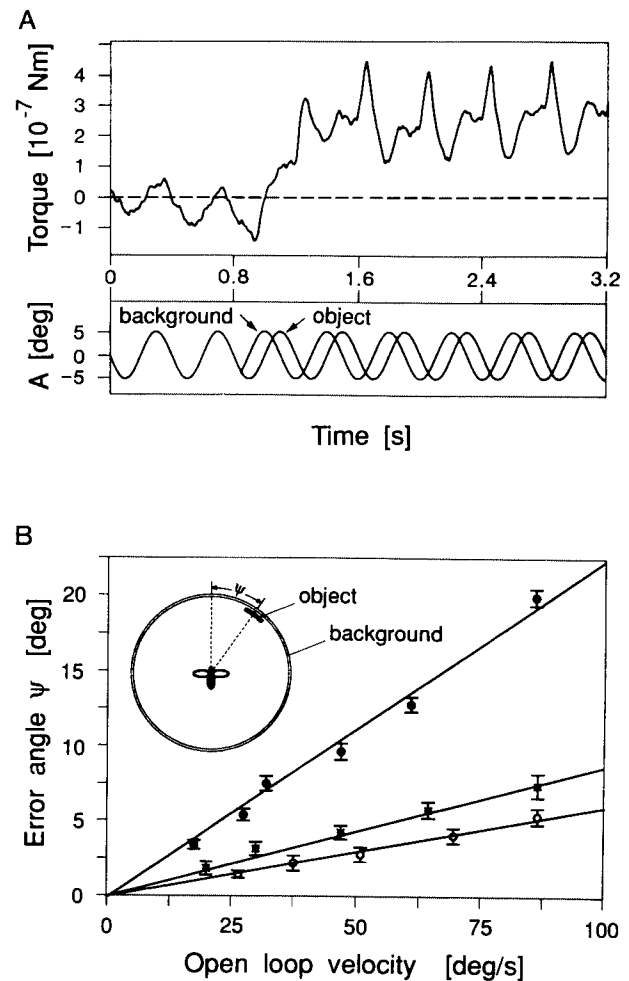 A
Torque [10⁻⁷ Nm]
4
3
2
1
0
−1
0 0.8 1.6 2.4 3.2
A [deg]
5
0
−5
background object
Time [s]
B
Error angle ψ [deg]
20
15
10
5
0
ψ
object
background
0 25 50 75 100
Open loop velocity [deg/s]